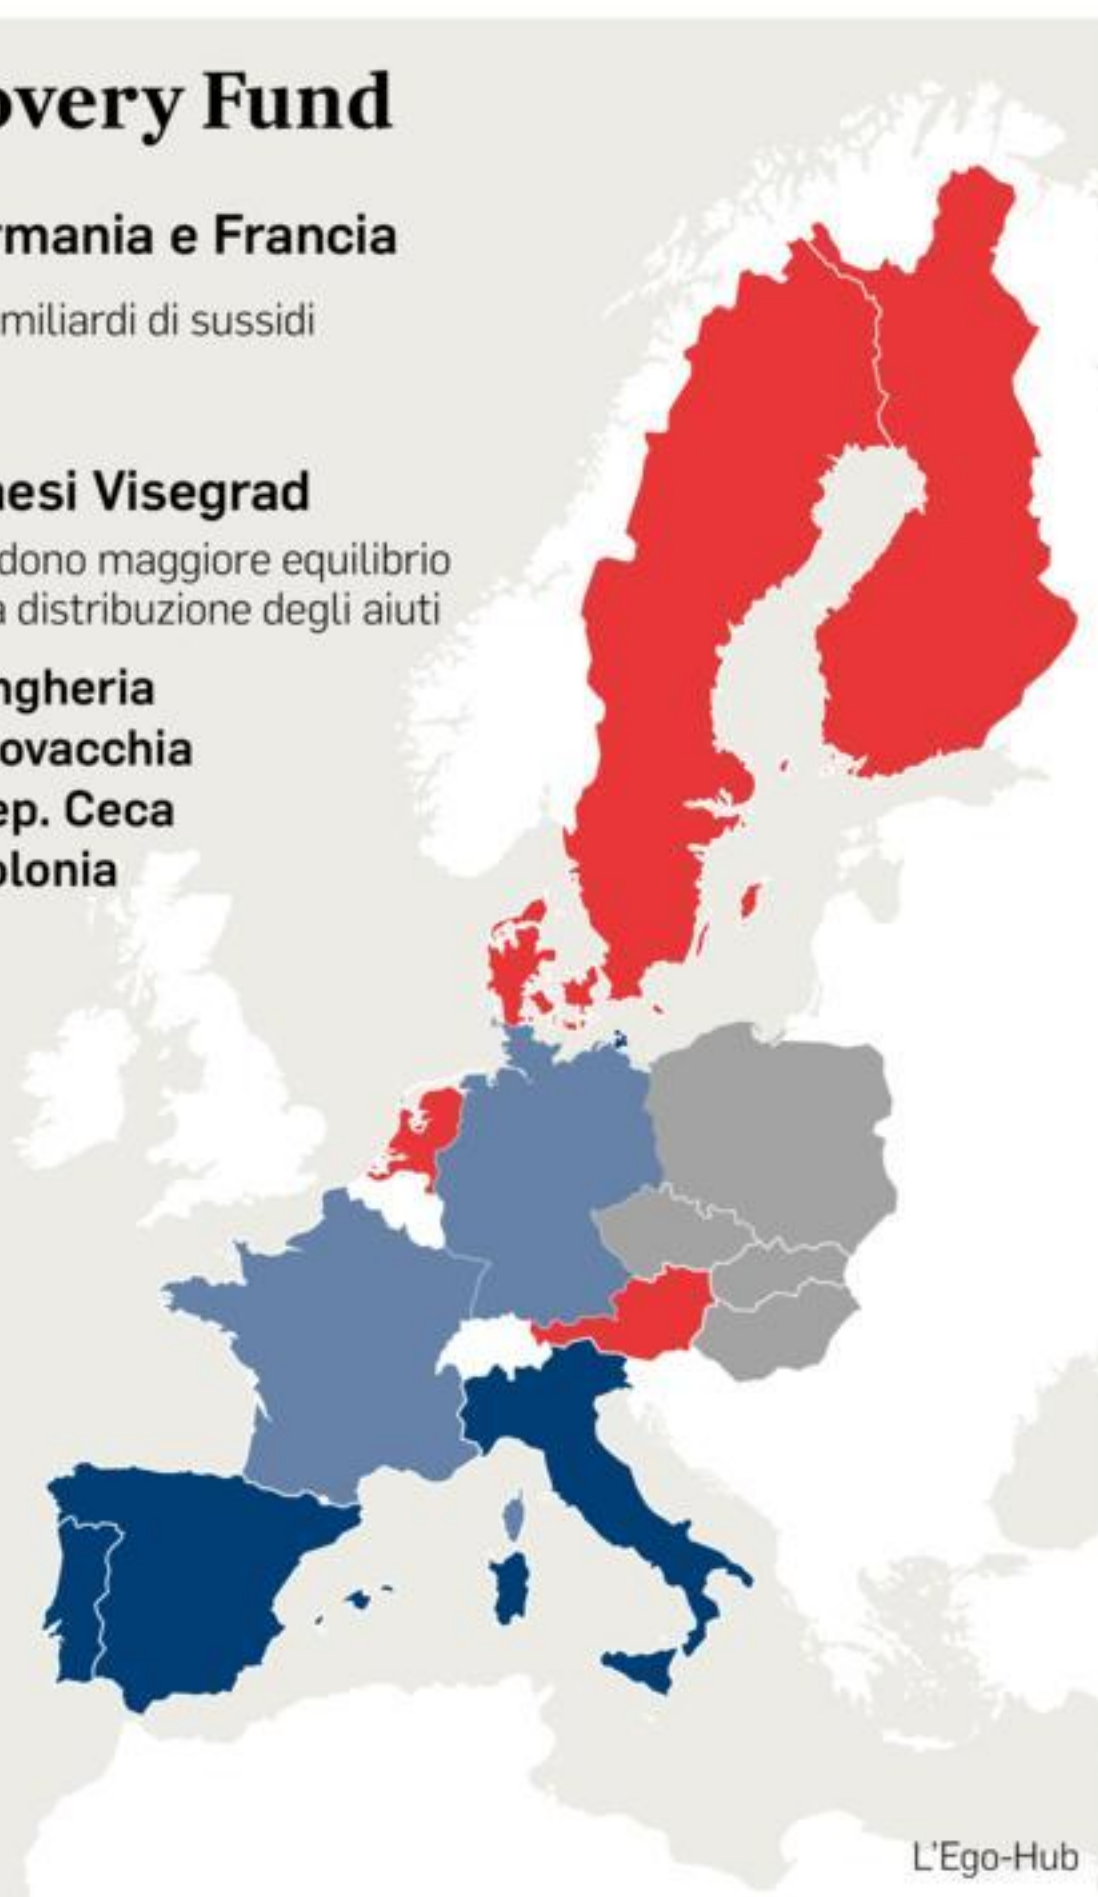 overy Fund
rmania e Francia
miliardi di sussidi
aesi Visegrad
dono maggiore equilibrio
a distribuzione degli aiuti
ngheria
ovacchia
ep. Ceca
olonia
L'Ego-Hub